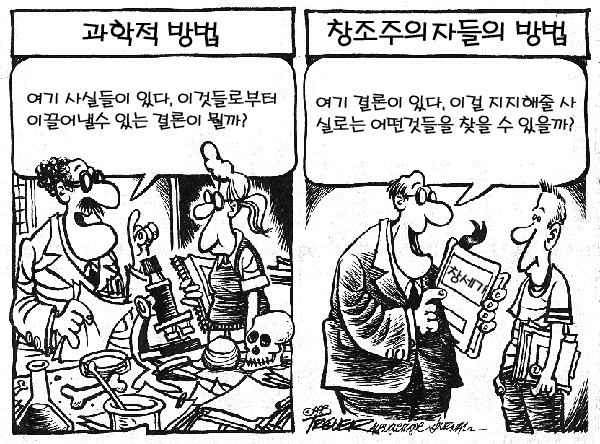 과학적 방법
여기 사실들이 있다, 이것들로부터
이끌어낼수 있는 결론이 뭘까?
창조주의자들의 방법
여기 결론이 있다, 이걸 지지해줄 사
실로는 어떤것들을 찾을 수 있을까?
창세기